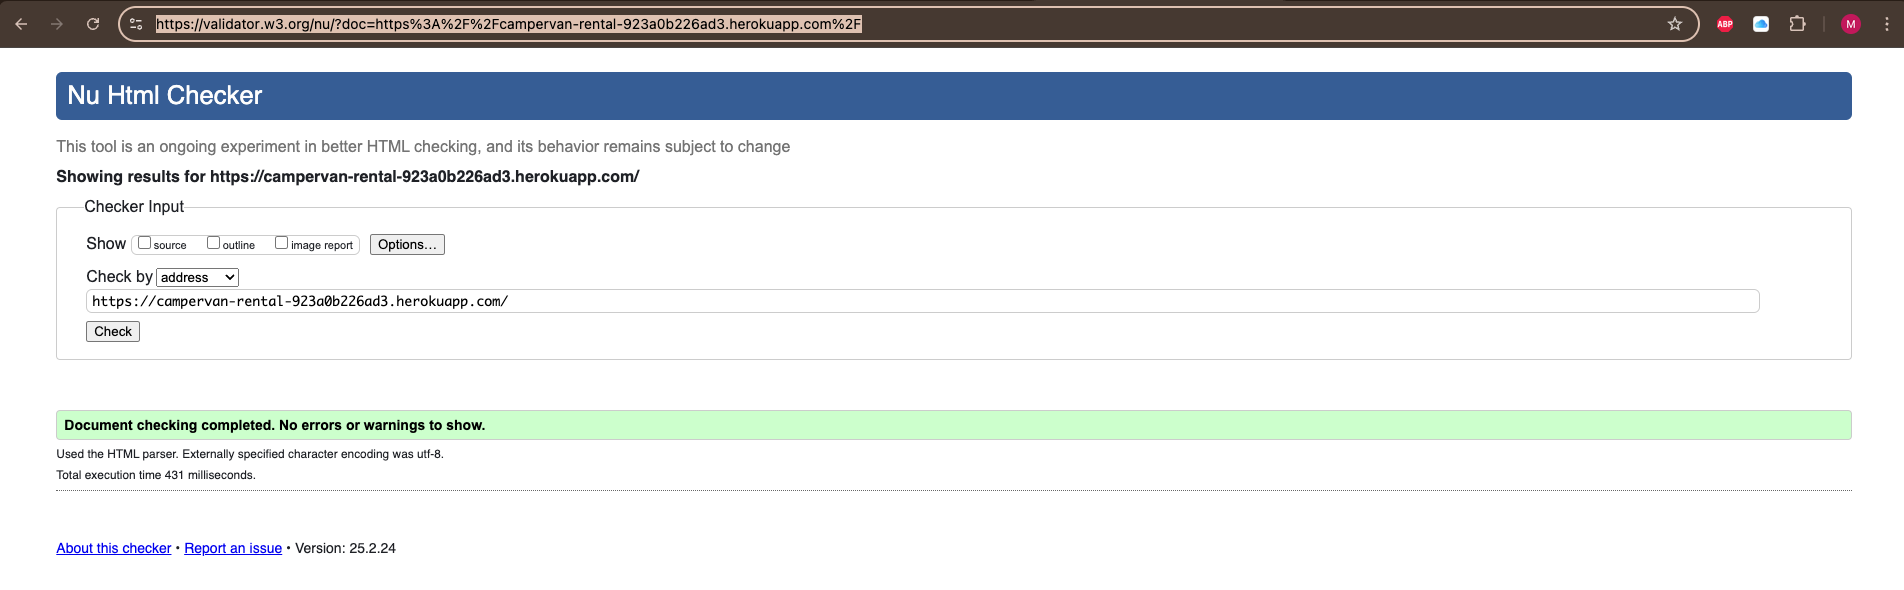 https://validator.w3.org/nu/?doc=https%3A%2F%2Fcampervan-rental-923a0b226ad3.herokuapp.com%2F
ABP
M
Nu Html Checker
This tool is an ongoing experiment in better HTML checking, and its behavior remains subject to change
Showing results for https://campervan-rental-923a0b226ad3.herokuapp.com/
Checker Input
Show source outline image report Options...
Check by address
https://campervan-rental-923a0b226ad3.herokuapp.com/
Check
Document checking completed. No errors or warnings to show.
Used the HTML parser. Externally specified character encoding was utf-8.
Total execution time 431 milliseconds.
About this checker • Report an issue • Version: 25.2.24